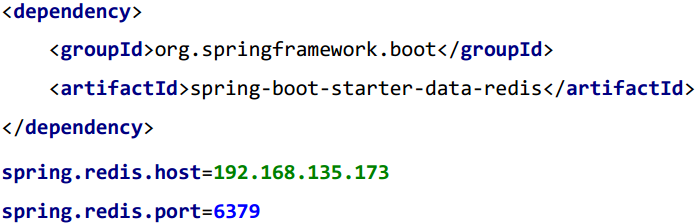 <dependency>
<groupId>org.springframework.boot</groupId>
<artifactId>spring-boot-starter-data-redis</artifactId>
</dependency>
spring.redis.host=192.168.135.173
spring.redis.port=6379